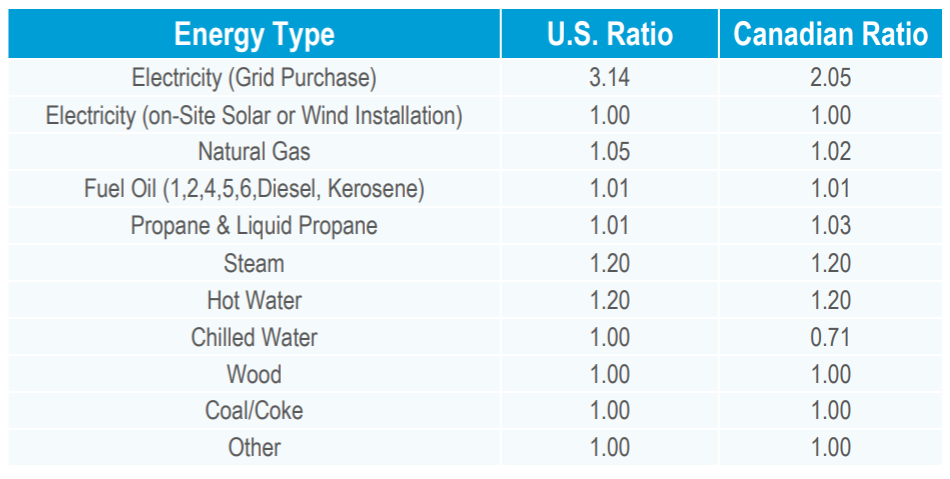 Energy Type U.S. Ratio Canadian Ratio
Electricity (Grid Purchase) 3.14 2.05
Electricity (on-Site Solar or Wind Installation) 1.00 1.00
Natural Gas 1.05 1.02
Fuel Oil (1,2,4,5,6,Diesel, Kerosene) 1.01 1.01
Propane & Liquid Propane 1.01 1.03
Steam 1.20 1.20
Hot Water 1.20 1.20
Chilled Water 1.00 0.71
Wood 1.00 1.00
Coal/Coke 1.00 1.00
Other 1.00 1.00